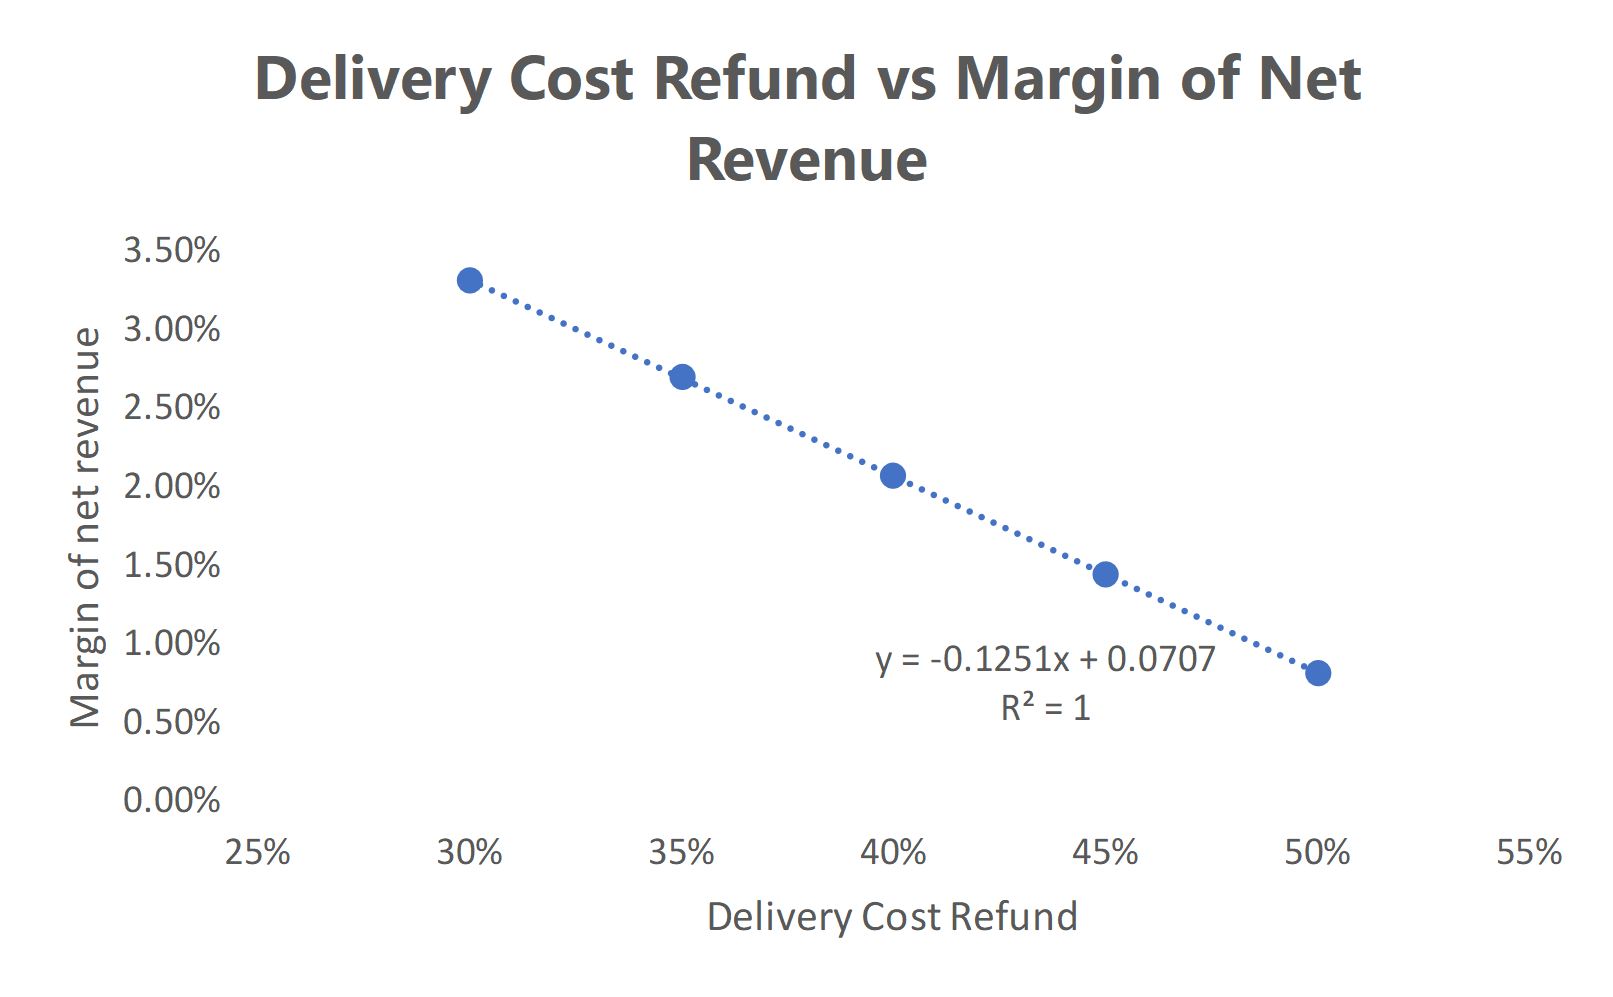 Delivery Cost Refund vs Margin of Net
Revenue
3.50%
3.00%
2.50%
2.00%
1.50%
1.00%
0.50%
0.00%
Margin of net revenue
y = -0.1251x + 0.0707
R² = 1
25%
30%
35%
40%
45%
50%
55%
Delivery Cost Refund